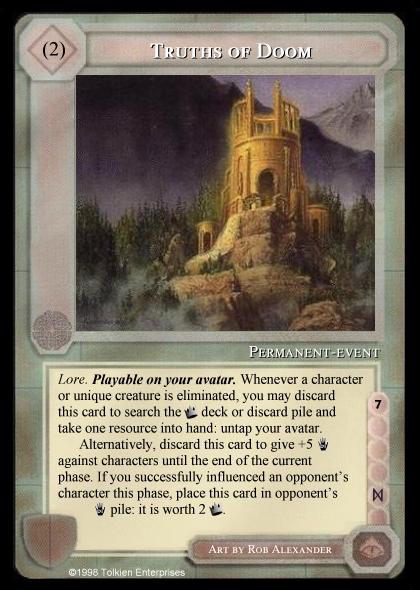 (2)
TRUTHS OF DOOM
PERMANENT-EVENT
Lore. Playable on your avatar. Whenever a character
or unique creature is eliminated, you may discard
this card to search the deck or discard pile and
take one resource into hand: untap your avatar.
Alternatively, discard this card to give +5
against characters until the end of the current
phase. If you successfully influenced an opponent's
character this phase, place this card in opponent's
pile: it is worth 2 .
7
ART BY ROB ALEXANDER
©1998 Tolkien Enterprises